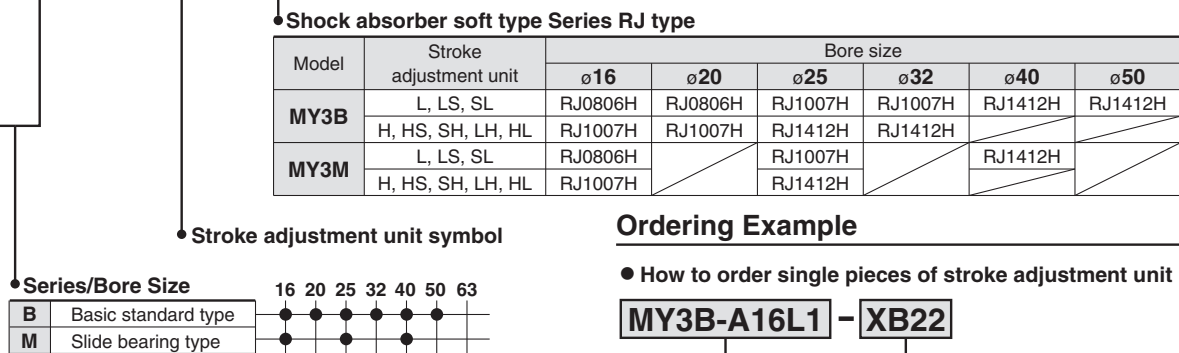 Shock absorber soft type Series RJ type
Model Stroke adjustment unit Bore size
ø16 ø20 ø25 ø32 ø40 ø50
MY3B L, LS, SL RJ0806H RJ0806H RJ1007H RJ1007H RJ1412H RJ1412H
H, HS, SH, LH, HL RJ1007H RJ1007H RJ1412H RJ1412H
MY3M L, LS, SL RJ0806H RJ1007H RJ1412H
H, HS, SH, LH, HL RJ1007H RJ1412H
Stroke adjustment unit symbol
Series/Bore Size 16 20 25 32 40 50 63
B Basic standard type
M Slide bearing type
Ordering Example
● How to order single pieces of stroke adjustment unit
MY3B-A16L1 - XB22